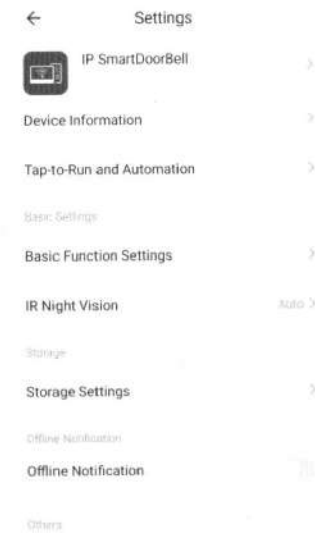 Settings
IP SmartDoorBell
Device Information
Tap-to-Run and Automation
Basic Settings
Basic Function Settings
IR Night Vision
Auto
Storage
Storage Settings
Offline Notification
Offline Notification
Others